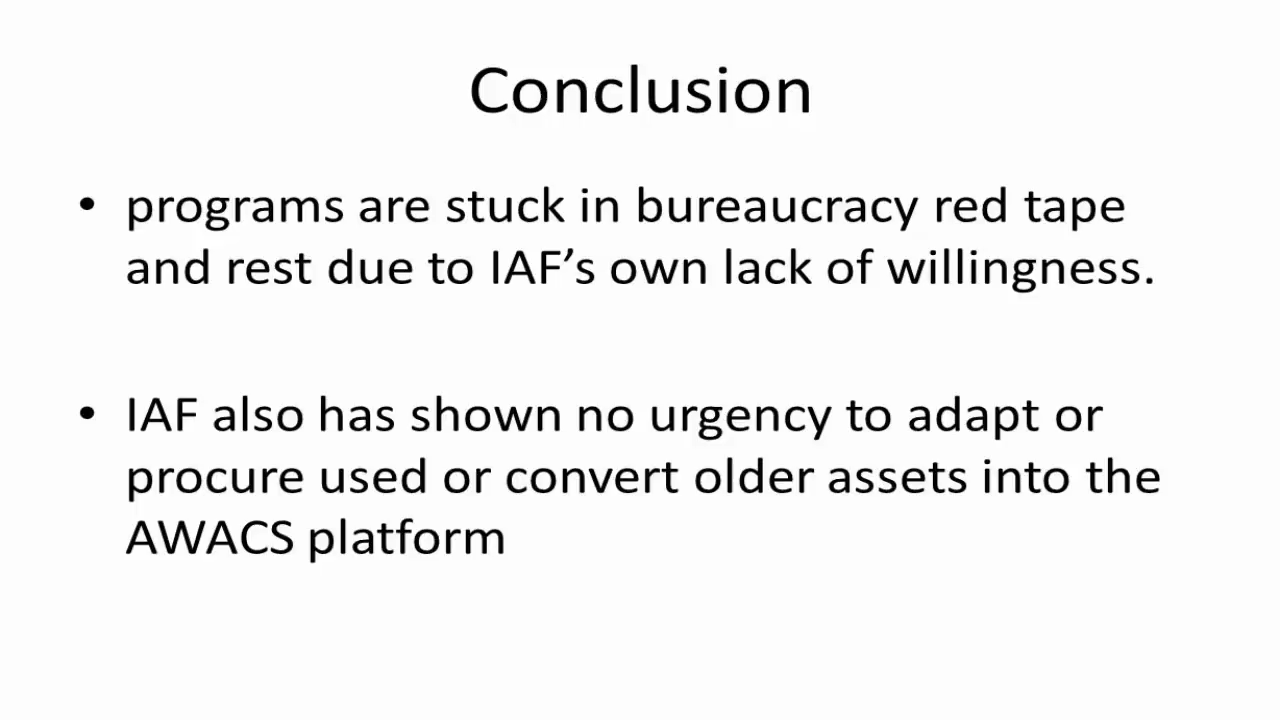 Conclusion
• programs are stuck in bureaucracy red tape
and rest due to IAF’s own lack of willingness.
• IAF also has shown no urgency to adapt or
procure used or convert older assets into the
AWACS platform